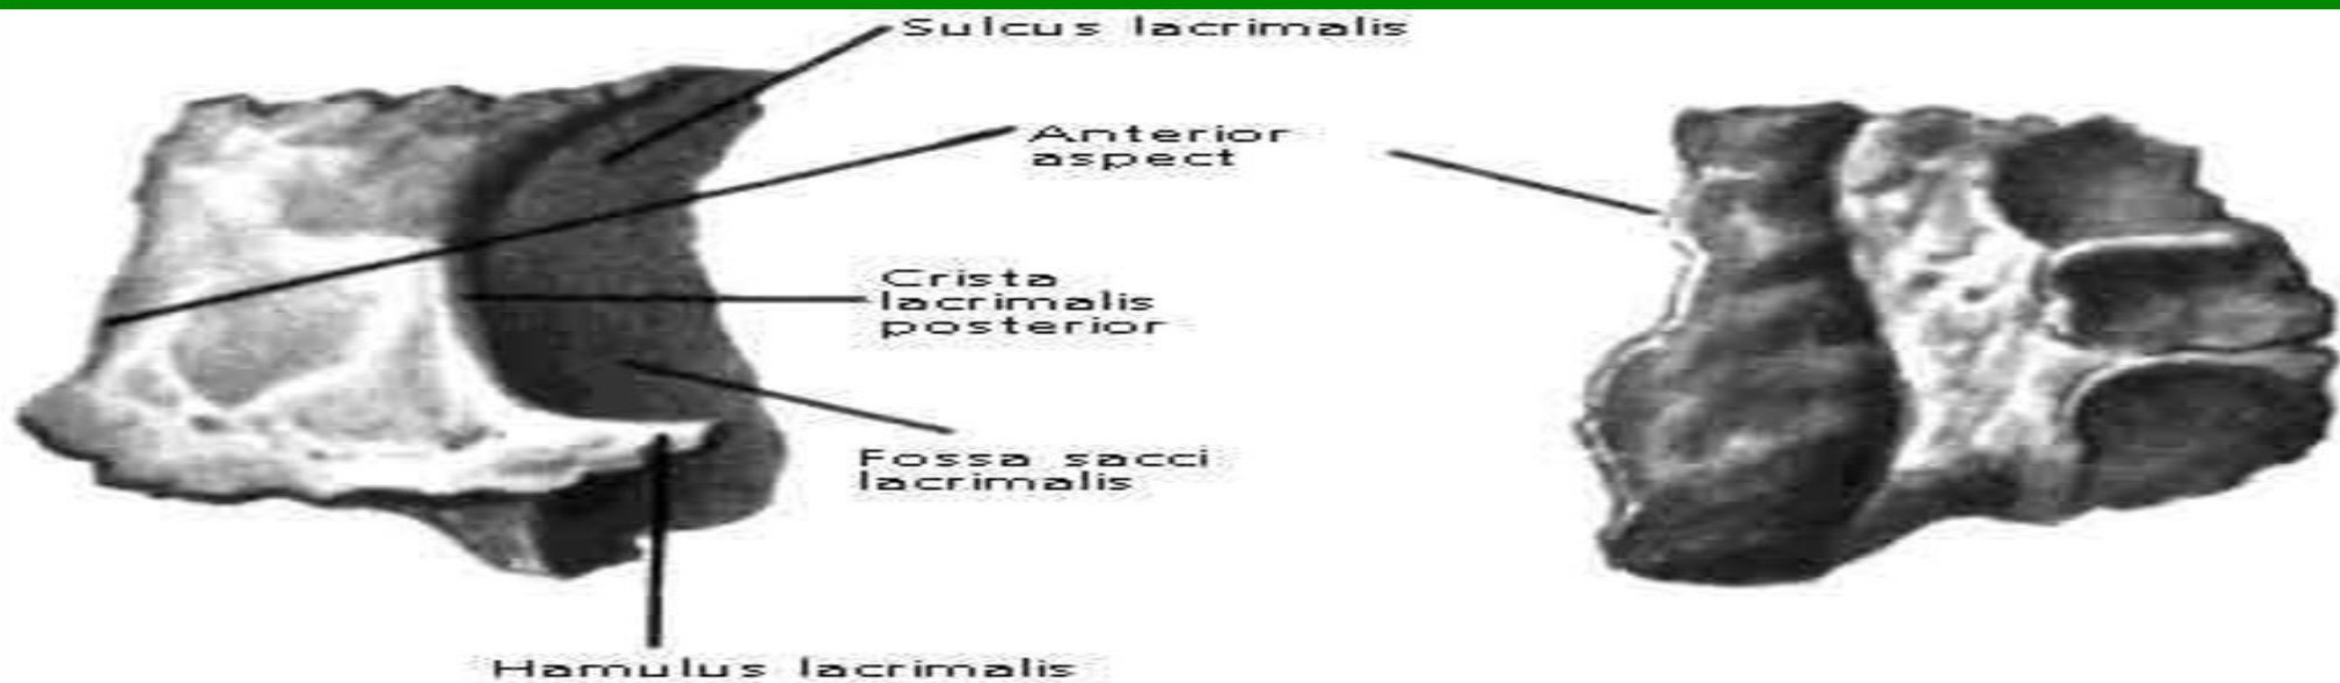 Sulcus lacrimalis
Anterior
aspect
Crista
lacrimalis
posterior
Fossa sacci
lacrimalis
Hamulus lacrimalis